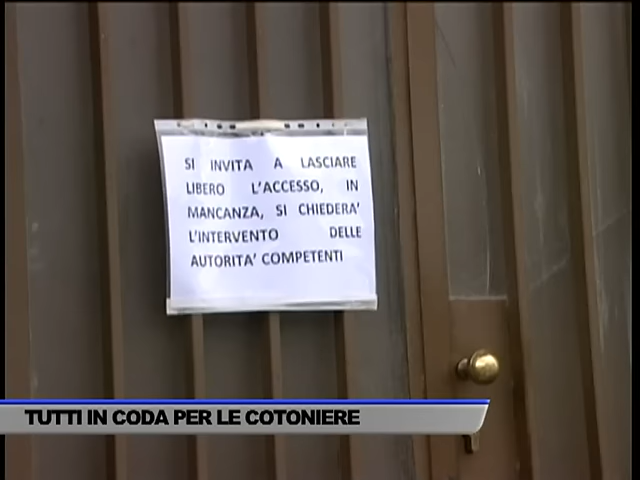 SI INVITA A LASCIARE
LIBERO L'ACCESSO, IN
MANCANZA, SI CHIEDERA'
L'INTERVENTO DELLE
AUTORITA' COMPETENTI
TUTTI IN CODA PER LE COTONIERE